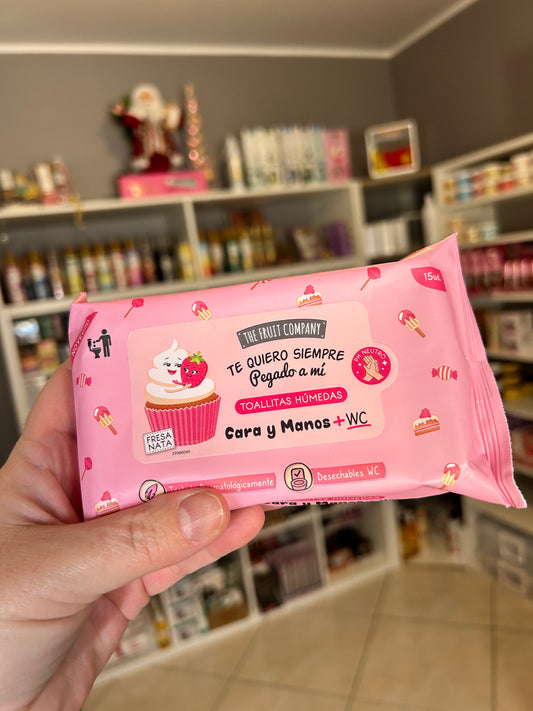 15ud.
THE FRUIT COMPANY
TE QUIERO SIEMPRE
Pegado a mí
TOALLITAS HÚMEDAS
Cara y Manos +WC
PH NEUTRO
FRESA
NATA
Dermatológicamente
Desechables WC